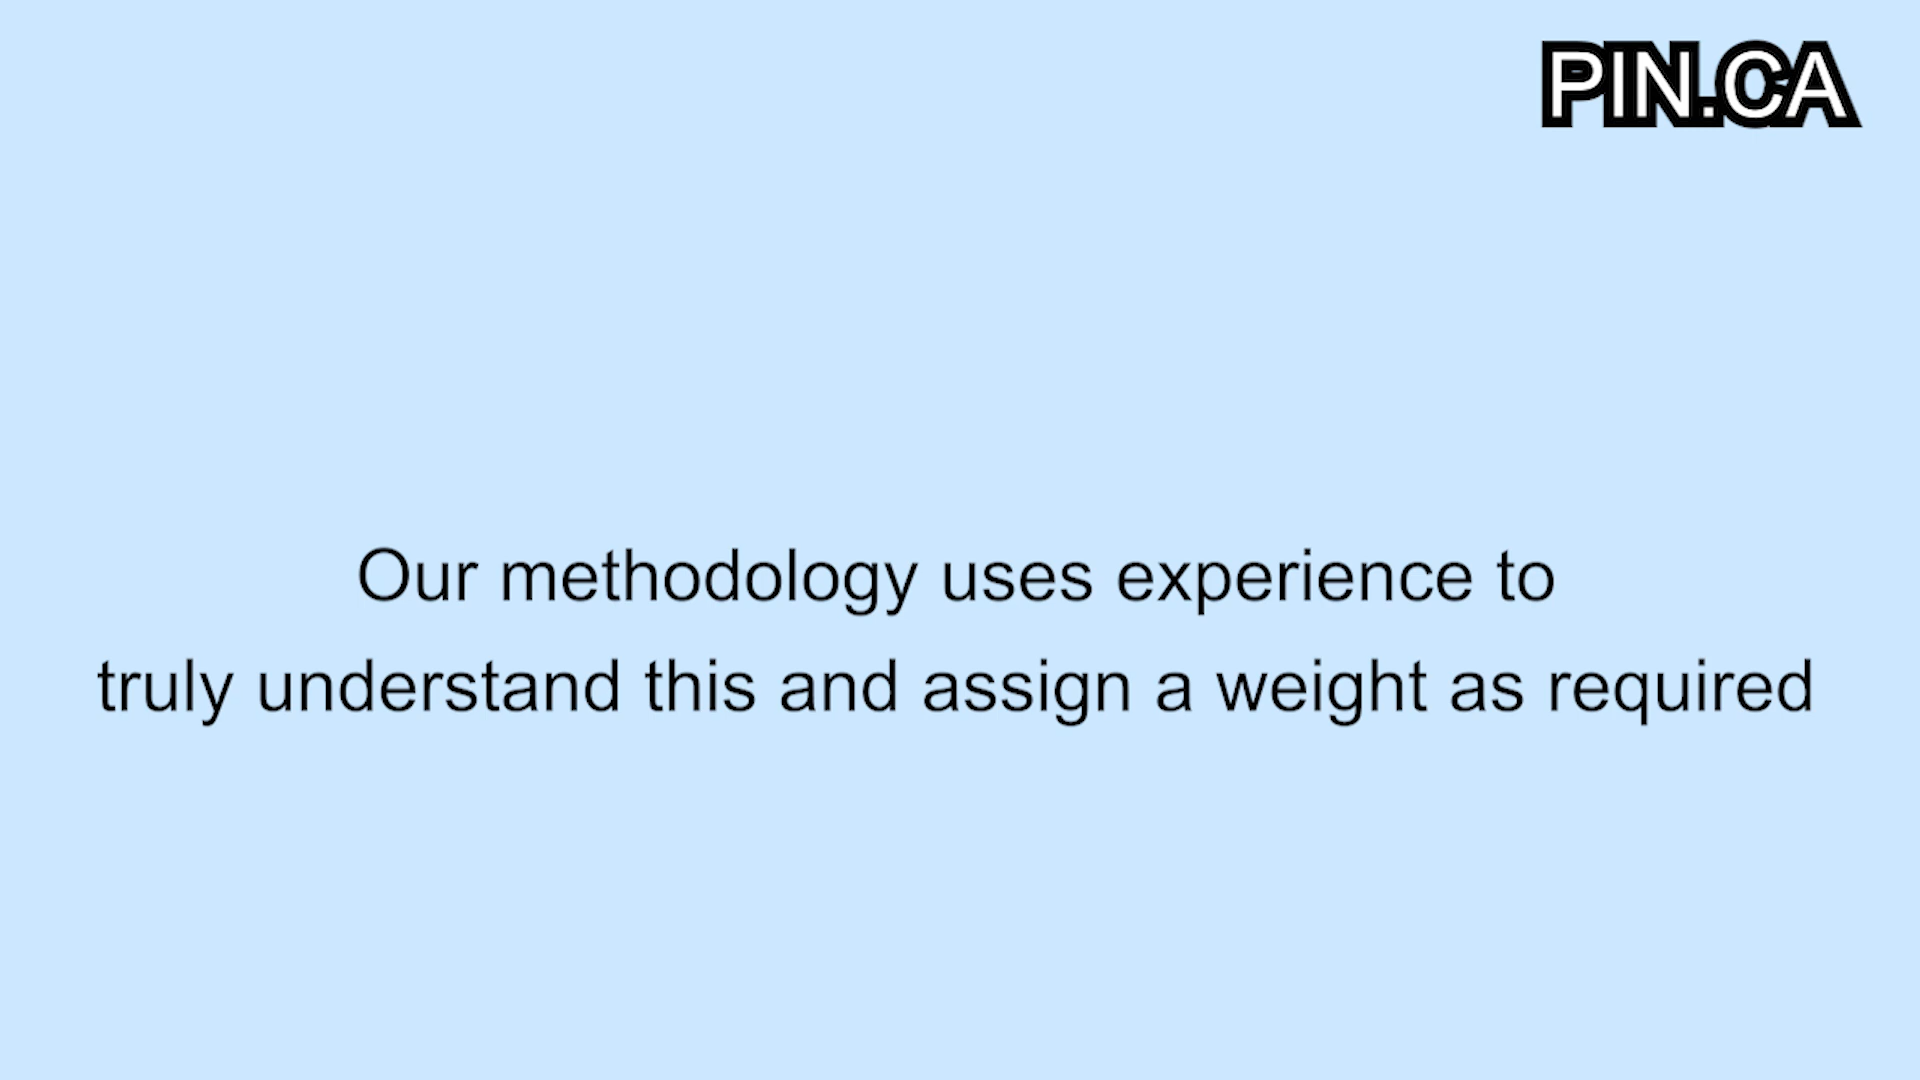 PIN.CA
Our methodology uses experience to
truly understand this and assign a weight as required